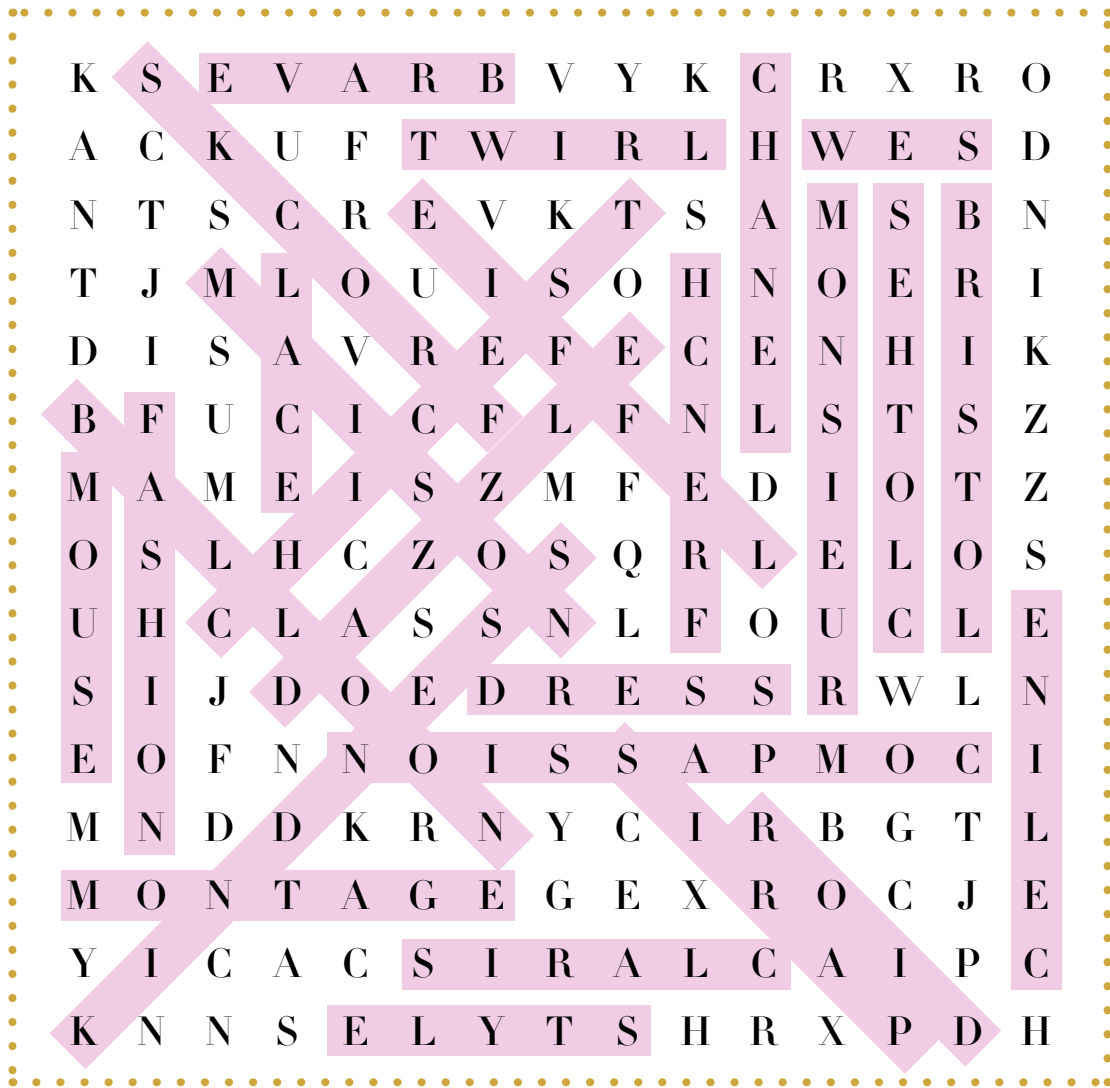 K S E V A R B V Y K C R X R O
A C K U F T W I R L H W E S D
N T S C R E V K T S A M S B N
T J M L O U I S O H N O E R I
D I S A V R E F E C E N H I K
B F U C I C F L F N L S T S Z
M A M E I S Z M F E D I O T Z
O S L H C Z O S Q R L E L O S
U H C L A S S N L F O U C L E
S I J D O E D R E S S R W L N
E O F N N O I S S A P M O C I
M N D D K R N Y C I R B G T L
M O N T A G E G E X R O C J E
Y I C A C S I R A L C A I P C
K N N S E L Y T S H R X P D H